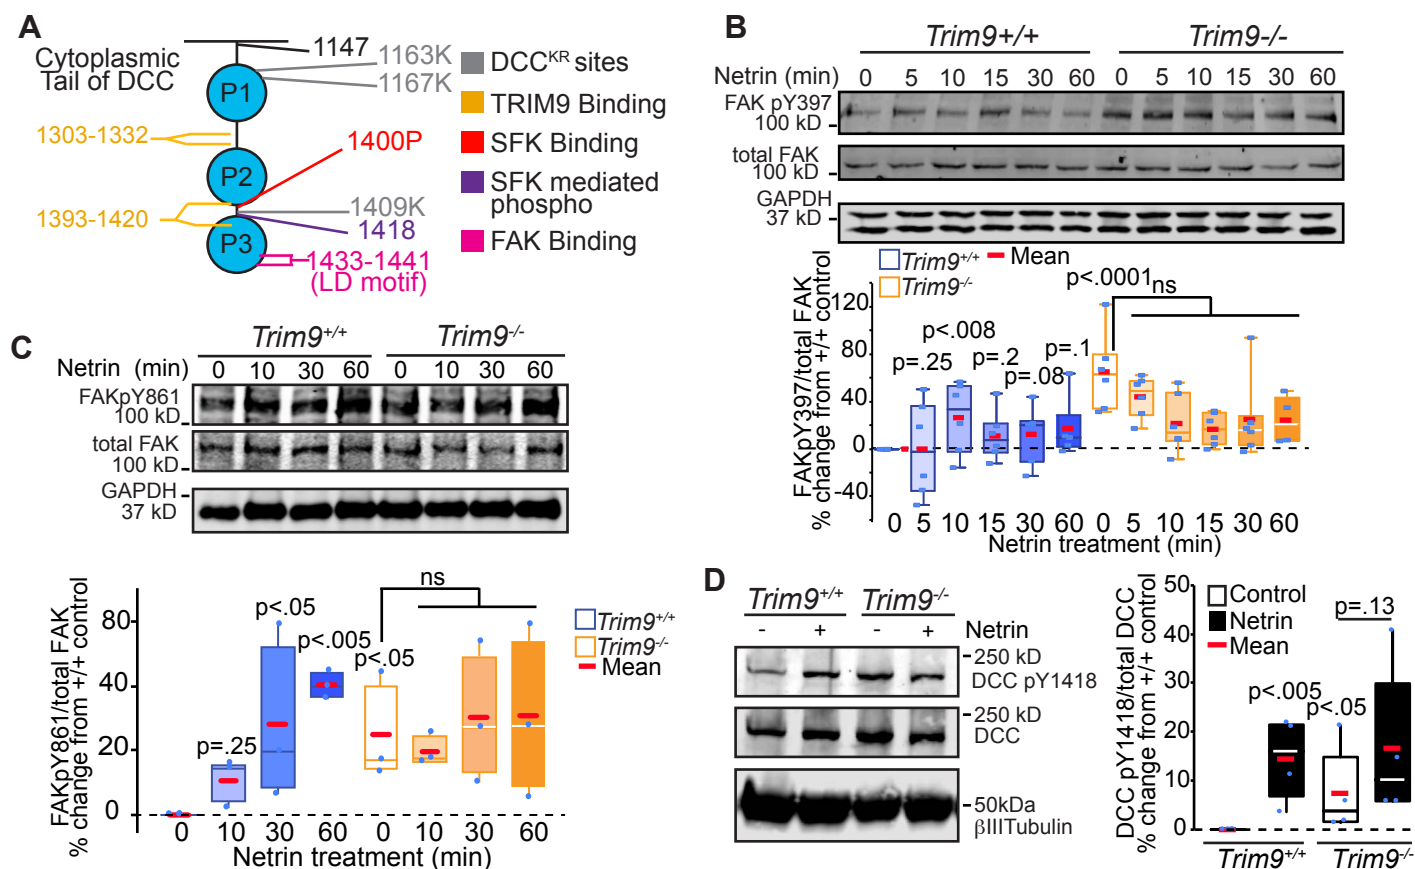 A
Cytoplasmic
Tail of DCC
1147
1163K
1167K
P1
1303-1332
1400P
P2
1393-1420
1409K
1418
P3
1433-1441
(LD motif)
DCCKR sites
TRIM9 Binding
SFK Binding
SFK mediated
phospho
FAK Binding
B
Trim9+/+ Trim9-/-
Netrin (min) 0 5 10 15 30 60 0 5 10 15 30 60
FAK pY397
100 kD
total FAK
100 kD
GAPDH
37 kD
Trim9+/+ Mean
Trim9-/-
p<.0001
ns
p<.008
p=.25
p=.2
p=.08
p=.1
FAKpY397/total FAK
% change from +/+ control
120
80
40
0
-40
0 5 10 15 30 60 0 5 10 15 30 60
Netrin treatment (min)
C
Trim9+/+ Trim9-/-
Netrin (min) 0 10 30 60 0 10 30 60
FAKpY861
100 kD
total FAK
100 kD
GAPDH
37 kD
ns
p<.05
p<.005
p<.05
p=.25
Trim9+/+
Trim9-/-
Mean
FAKpY861/total FAK
% change from +/+ control
80
40
20
0
0 10 30 60 0 10 30 60
Netrin treatment (min)
D
Trim9+/+ Trim9-/-
- + - + Netrin
250 kD
DCC pY1418
250 kD
DCC
50kDa
βIIITubulin
Control
Netrin
Mean
p=.13
p<.005
p<.05
DCC pY1418/total DCC
% change from +/+ control
50
40
30
20
10
0
Trim9+/+ Trim9-/-